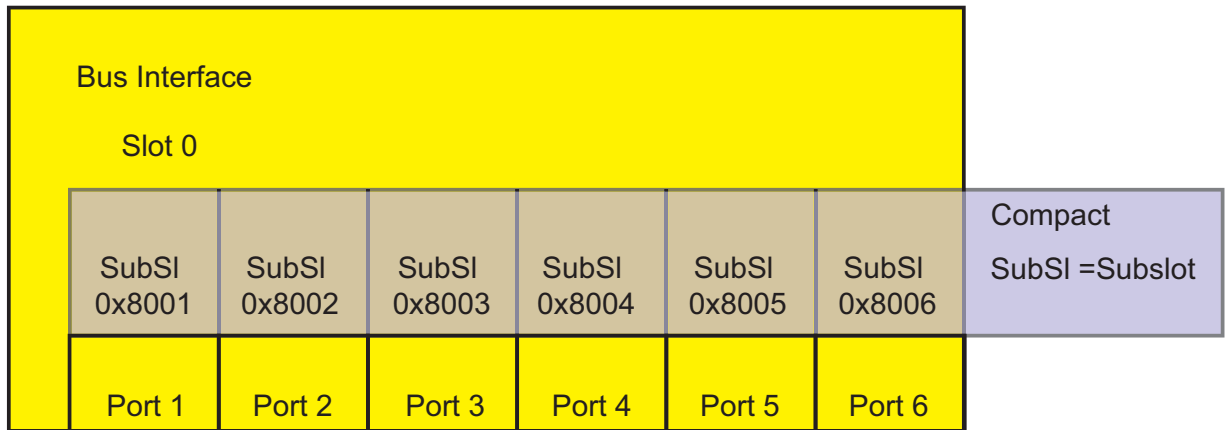 Bus Interface
Slot 0
Compact
SubSl =Subslot
SubSl SubSl SubSl SubSl SubSl SubSl
0x8001 0x8002 0x8003 0x8004 0x8005 0x8006
Port 1 Port 2 Port 3 Port 4 Port 5 Port 6